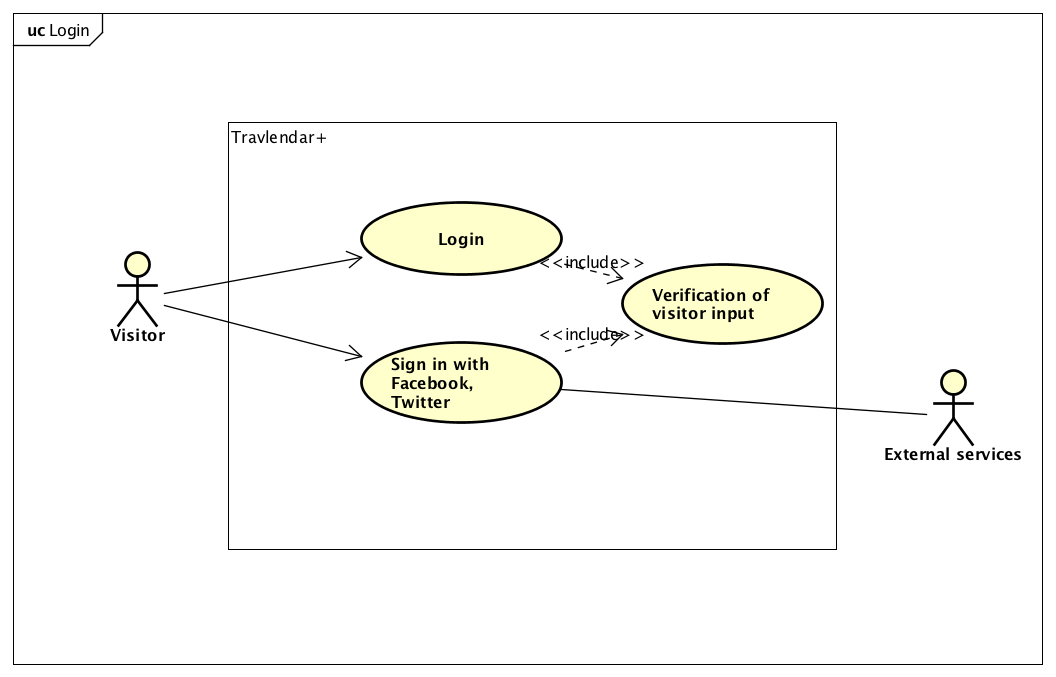 uc Login
Travlendar+
Login
<<include>>
Verification of
visitor input
Visitor
<<include>>
Sign in with
Facebook,
Twitter
External services